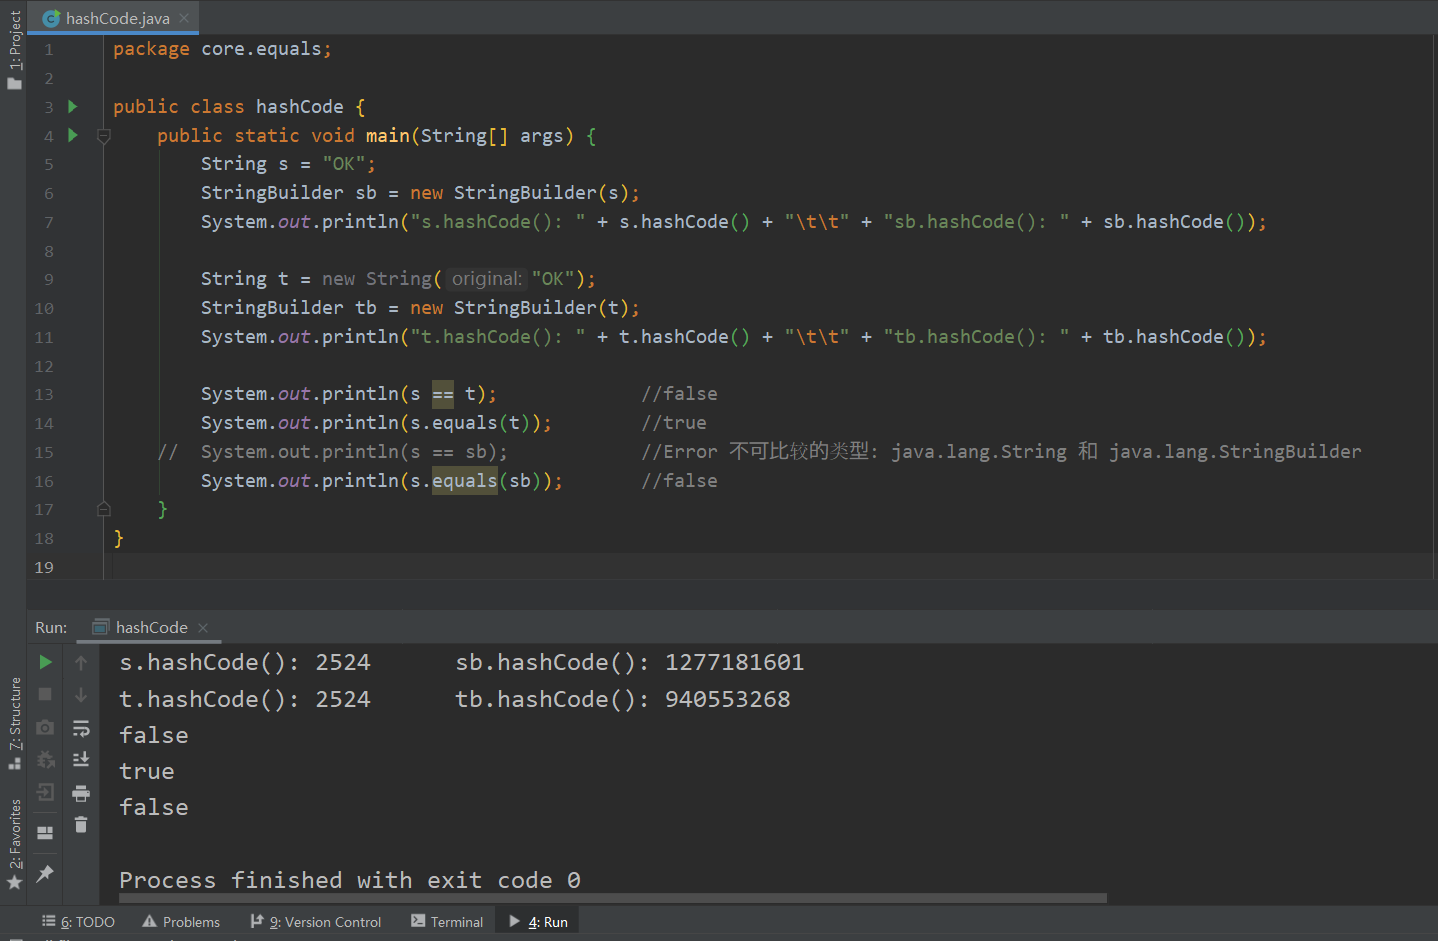 hashCode.java
1: Project
1 package core.equals;
2
3 public class hashCode {
4 public static void main(String[] args) {
5 String s = "OK";
6 StringBuilder sb = new StringBuilder(s);
7 System.out.println("s.hashCode(): " + s.hashCode() + "\t\t" + "sb.hashCode(): " + sb.hashCode());
8
9 String t = new String( original: "OK");
10 StringBuilder tb = new StringBuilder(t);
11 System.out.println("t.hashCode(): " + t.hashCode() + "\t\t" + "tb.hashCode(): " + tb.hashCode());
12
13 System.out.println(s == t); //false
14 System.out.println(s.equals(t)); //true
15 // System.out.println(s == sb); //Error 不可比较的类型: java.lang.String 和 java.lang.StringBuilder
16 System.out.println(s.equals(sb)); //false
17 }
18 }
19
Run: hashCode
s.hashCode(): 2524 sb.hashCode(): 1277181601
t.hashCode(): 2524 tb.hashCode(): 940553268
false
true
false
Process finished with exit code 0
7: Structure
2: Favorites
6: TODO Problems 9: Version Control Terminal 4: Run